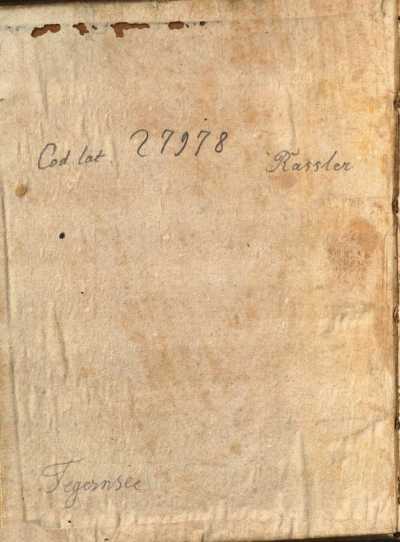 Cod lat. 27978 Rassler
Tegernsee